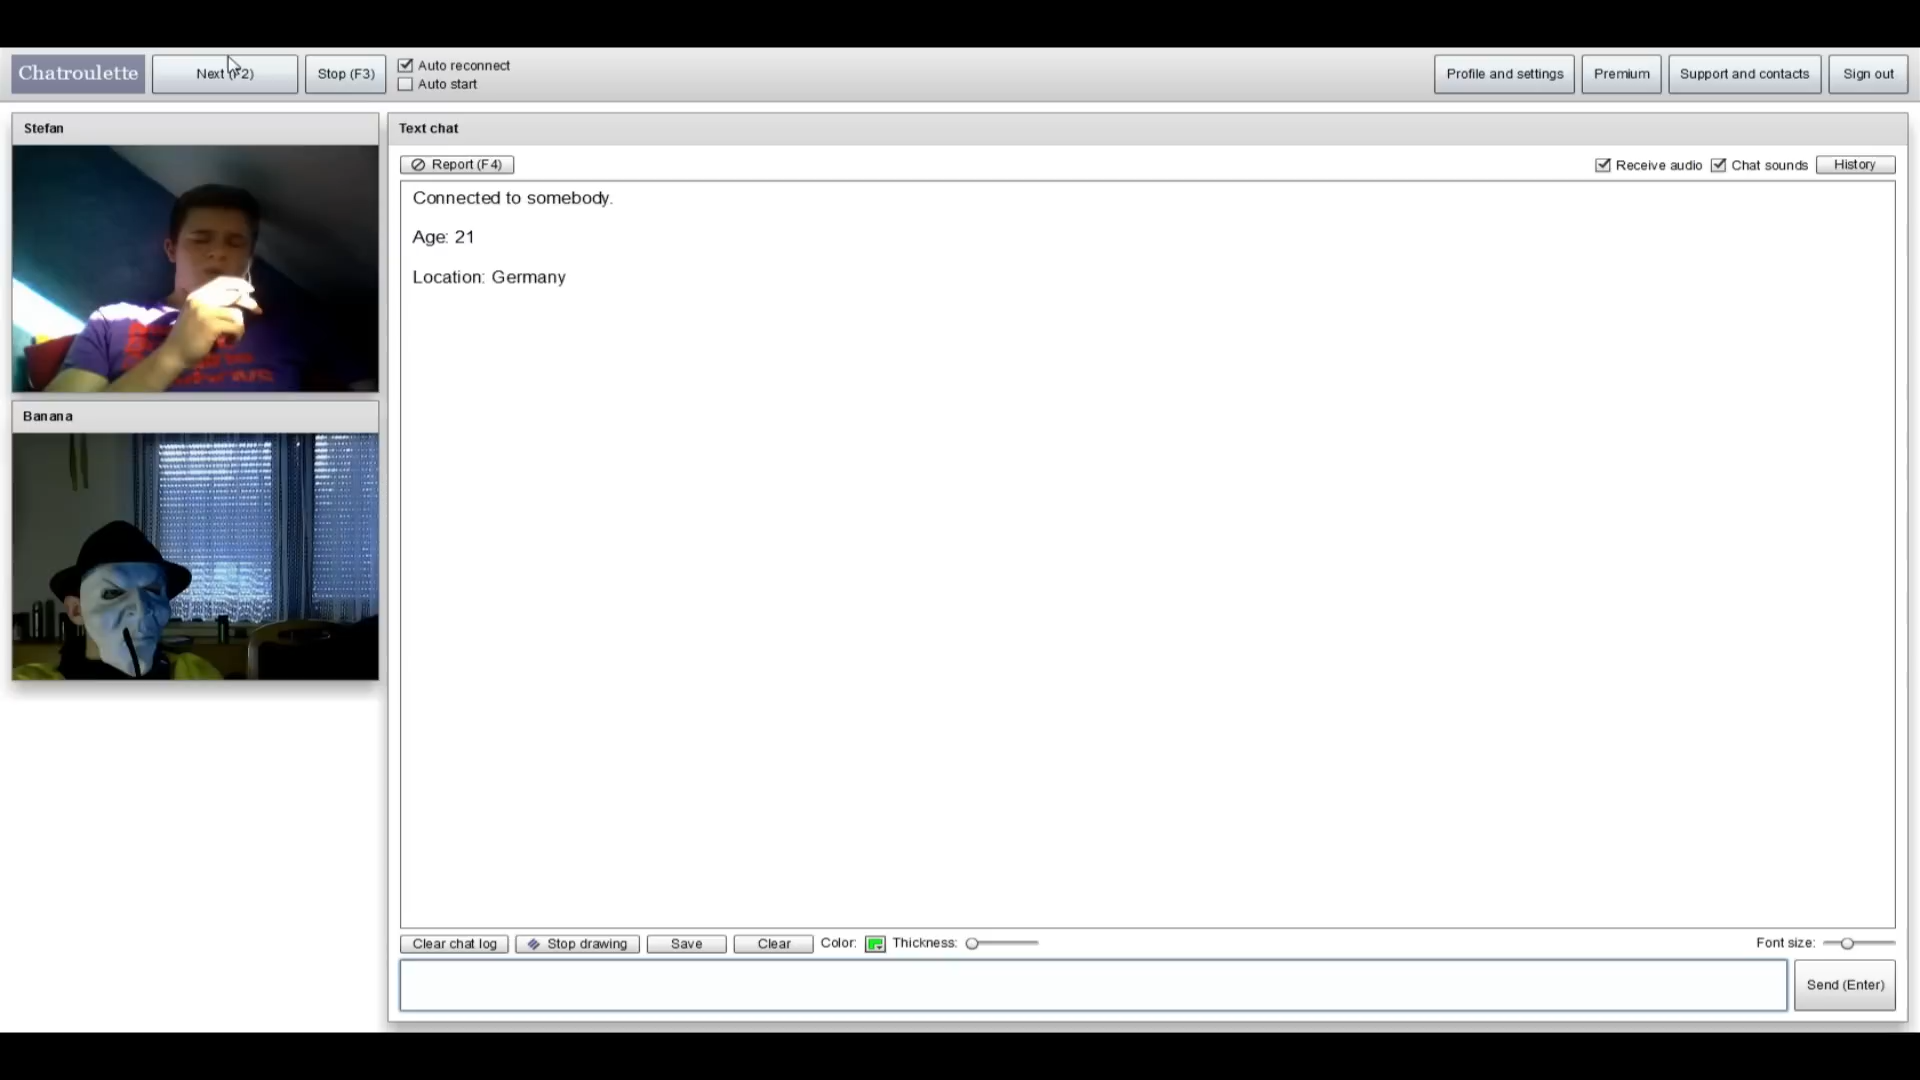 Chatroulette
Next (F2)
Stop (F3)
Auto reconnect
Auto start
Profile and settings
Premium
Support and contacts
Sign out
Stefan
Banana
Text chat
Report (F4)
Receive audio
Chat sounds
History
Connected to somebody.
Age: 21
Location: Germany
Clear chat log
Stop drawing
Save
Clear
Color:
Thickness:
Font size:
Send (Enter)